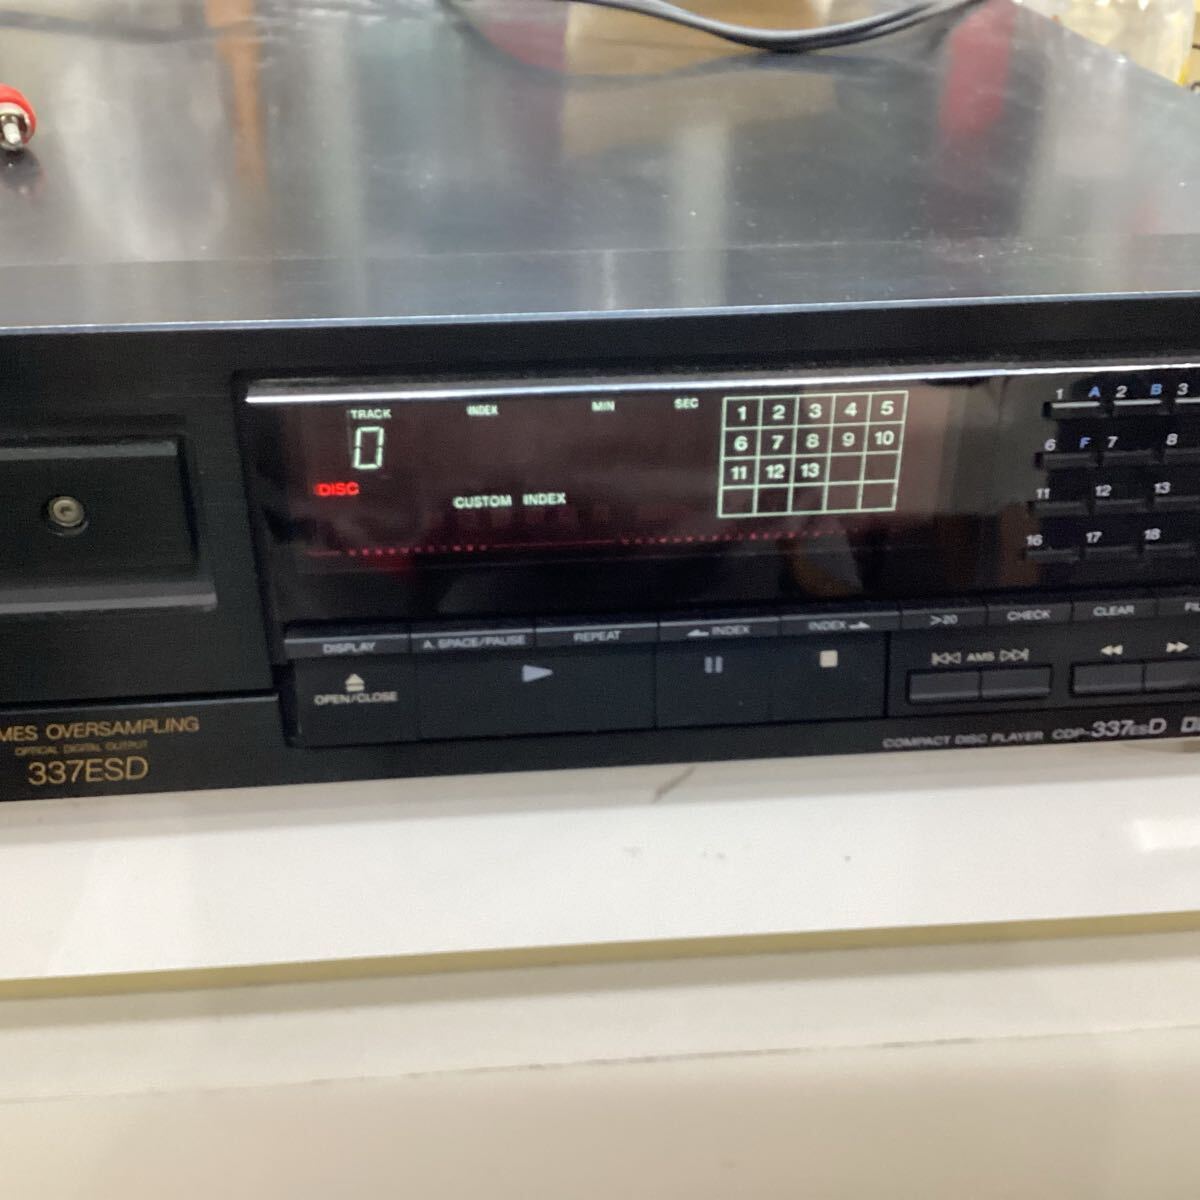 TRACK INDEX MIN SEC
0
DISC
CUSTOM INDEX
1 2 3 4 5
6 7 8 9 10
11 12 13
1 A 2 B 3
6 F 7 8
11 12 13
16 17 18
DISPLAY A. SPACE/PAUSE REPEAT INDEX INDEX >20 CHECK CLEAR
OPEN/CLOSE
AMS
MES OVERSAMPLING
OPTICAL DIGITAL OUTPUT
337ESD
COMPACT DISC PLAYER CDP-337ESD